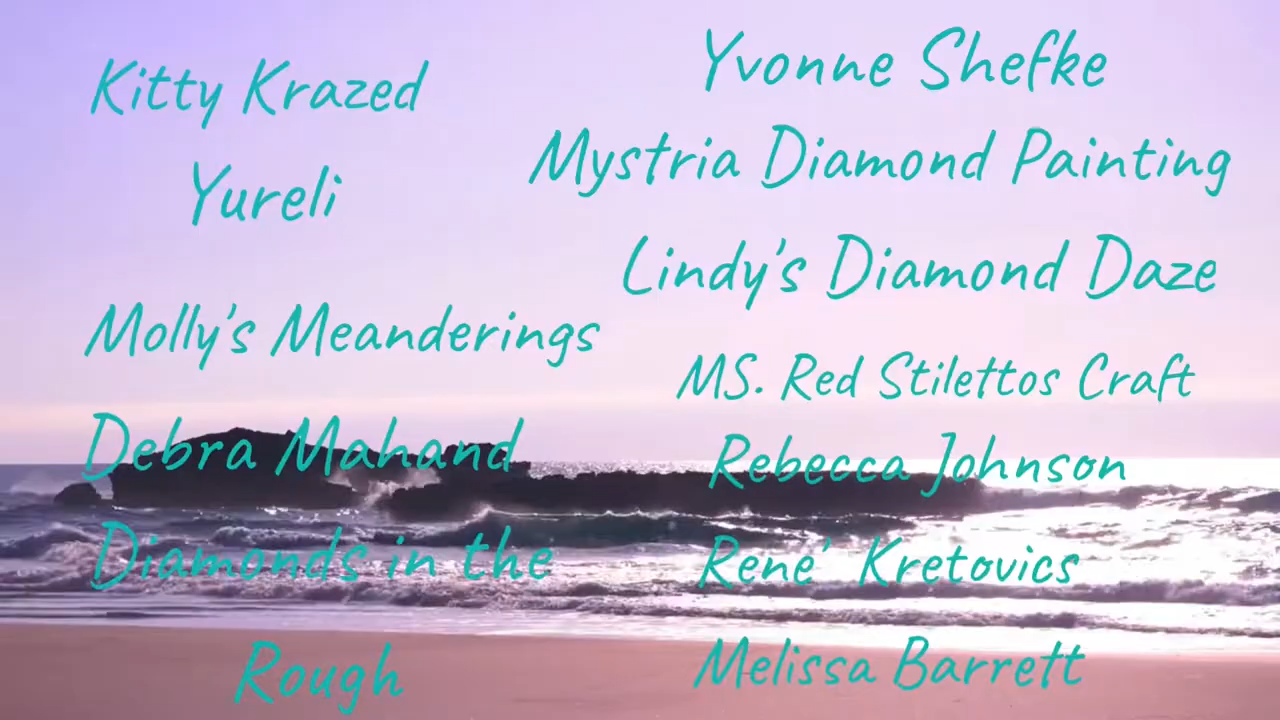 Kitty Krazed
Yureli
Molly's Meanderings
Debra Mahand
Diamonds in the
Rough
Yvonne Shefke
Mystria Diamond Painting
Lindy's Diamond Daze
MS. Red Stilettos Craft
Rebecca Johnson
Rene' Kretovics
Melissa Barrett